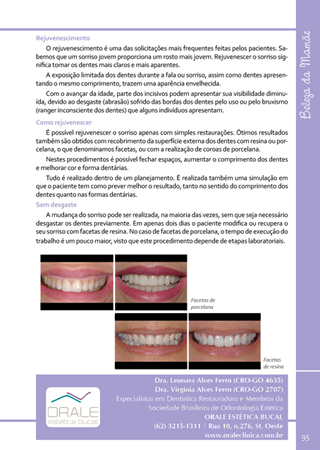 Beleza da Mamãe
Rejuvenescimento
O rejuvenescimento é uma das solicitações mais frequentes feitas pelos pacientes. Sa-
bemos que um sorriso jovem proporciona um rosto mais jovem. Rejuvenescer o sorriso sig-
nifica tornar os dentes mais claros e mais aparentes.
A exposição limitada dos dentes durante a fala ou sorriso, assim como dentes apresen-
tando o mesmo comprimento, trazem uma aparência envelhecida.
Com o avançar da idade, parte dos incisivos podem apresentar sua visibilidade diminu-
ída, devido ao desgaste (abrasão) sofrido das bordas dos dentes pelo uso ou pelo bruxismo
(ranger inconsciente dos dentes) que alguns indivíduos apresentam.
Como rejuvenescer
É possível rejuvenescer o sorriso apenas com simples restaurações. Ótimos resultados
também são obtidos com recobrimento da superfície externa dos dentes com resina ou por-
celana, o que denominamos facetas, ou com a realização de coroas de porcelana.
Nestes procedimentos é possível fechar espaços, aumentar o comprimento dos dentes
e melhorar cor e forma dentárias.
Tudo é realizado dentro de um planejamento. É realizada também uma simulação em
que o paciente tem como prever melhor o resultado, tanto no sentido do comprimento dos
dentes quanto nas formas dentárias.
Sem desgaste
A mudança do sorriso pode ser realizada, na maioria das vezes, sem que seja necessário
desgastar os dentes previamente. Em apenas dois dias o paciente modifica ou recupera o
seu sorriso com facetas de resina. No caso de facetas de porcelana, o tempo de execução do
trabalho é um pouco maior, visto que este procedimento depende de etapas laboratoriais.
Facetas de
porcelana
Facetas
de resina
ORALE
estética bucal
Dra. Leonara Alves Ferro (CRO-GO 4635)
Dra. Virginia Alves Ferro (CRO-GO 2707)
Especialistas em Dentística Restauradora e Membros da
Sociedade Brasileira de Odontologia Estética
ORALE ESTÉTICA BUCAL
(62) 3215-1311 | Rua 10, n.276, St. Oeste
www.oraleclinica.com.br
95